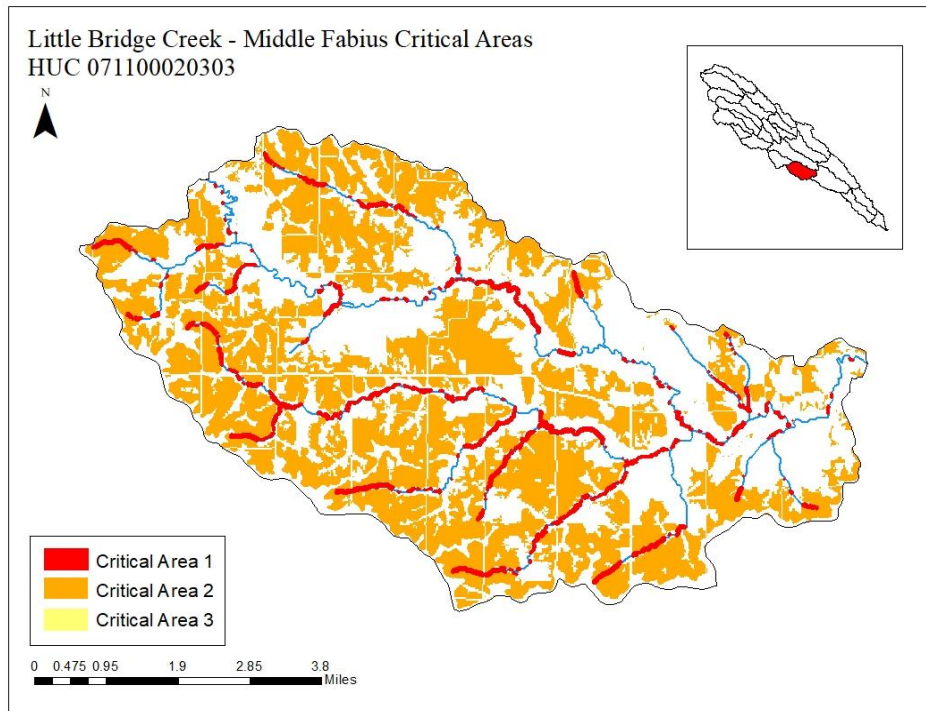 Little Bridge Creek - Middle Fabius Critical Areas
HUC 071100020303
N
Critical Area 1
Critical Area 2
Critical Area 3
0 0.475 0.95 1.9 2.85 3.8
Miles